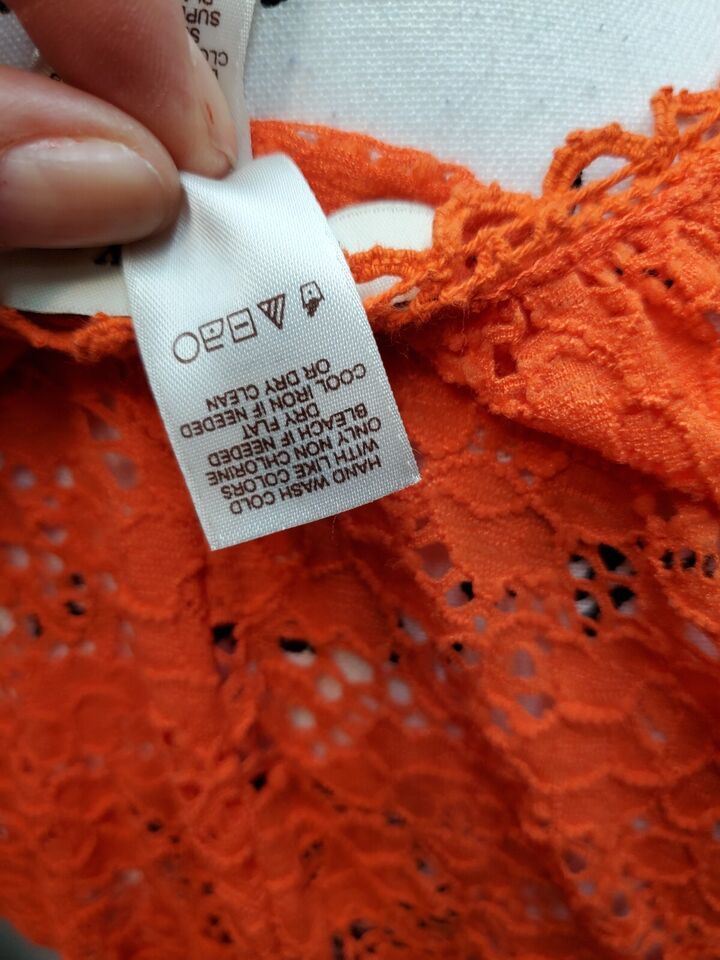 HAND WASH COLD
WITH LIKE COLORS
ONLY NON CHLORINE
BLEACH IF NEEDED
DRY FLAT
COOL IRON IF NEEDED
OR DRY CLEAN